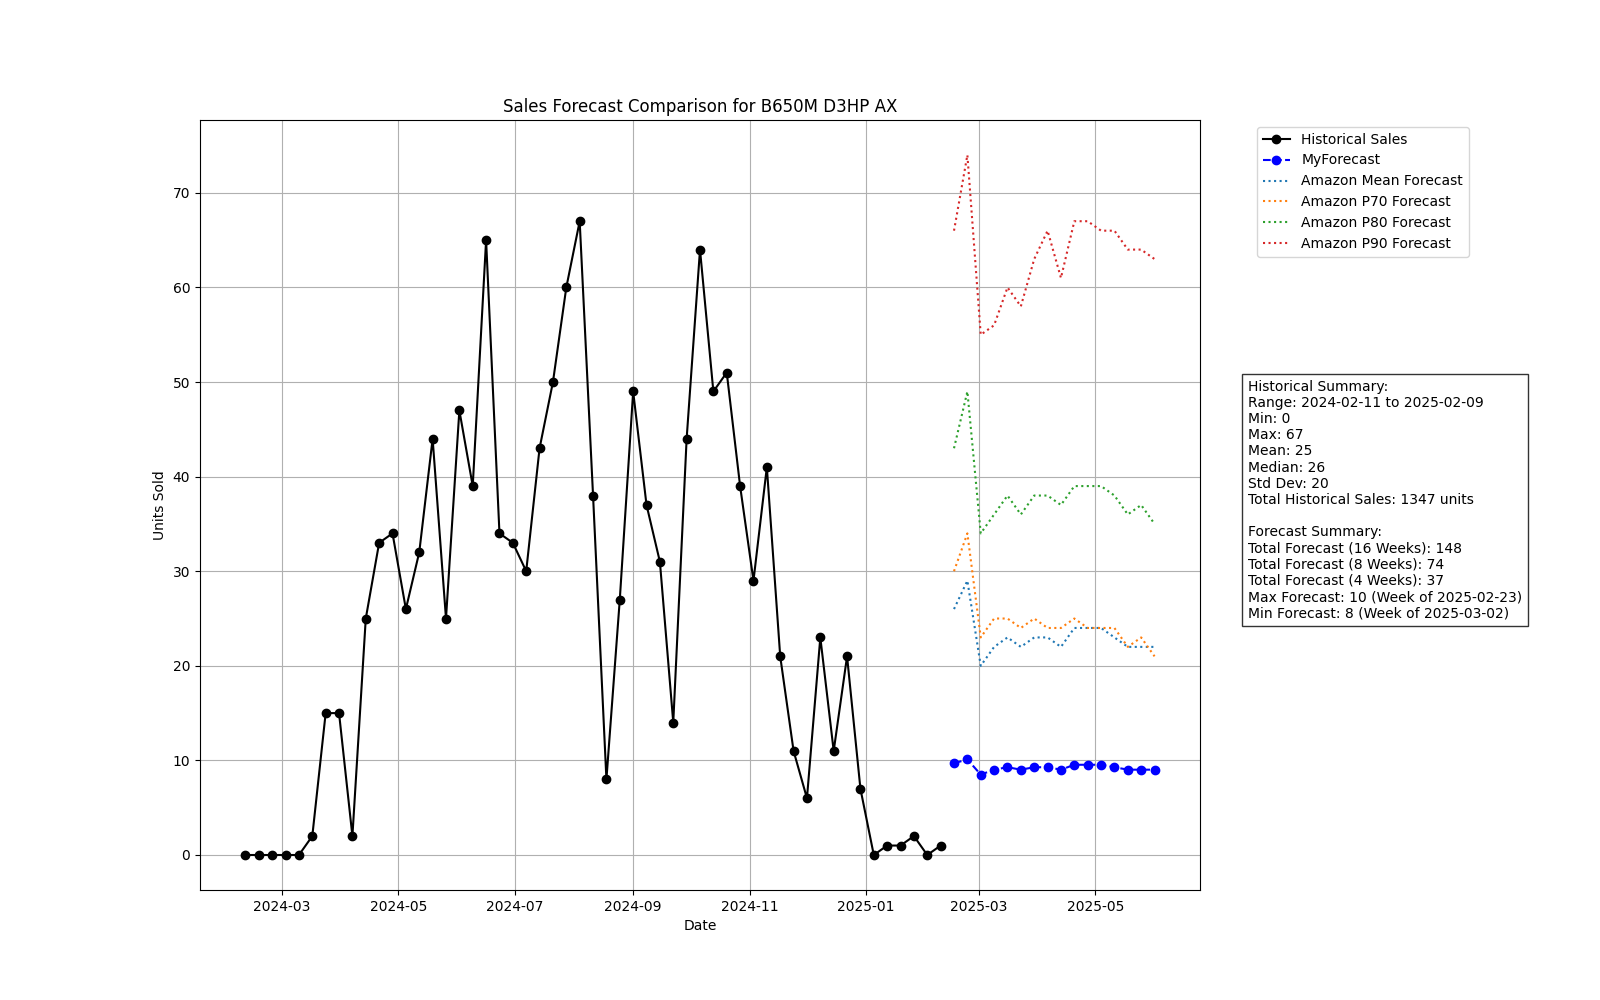 Sales Forecast Comparison for B650M D3HP AX
Historical Sales
MyForecast
Amazon Mean Forecast
Amazon P70 Forecast
Amazon P80 Forecast
Amazon P90 Forecast
70
60
50
40
30
20
10
0
Units Sold
2024-03
2024-05
2024-07
2024-09
2024-11
2025-01
2025-03
2025-05
Date
Historical Summary:
Range: 2024-02-11 to 2025-02-09
Min: 0
Max: 67
Mean: 25
Median: 26
Std Dev: 20
Total Historical Sales: 1347 units
Forecast Summary:
Total Forecast (16 Weeks): 148
Total Forecast (8 Weeks): 74
Total Forecast (4 Weeks): 37
Max Forecast: 10 (Week of 2025-02-23)
Min Forecast: 8 (Week of 2025-03-02)